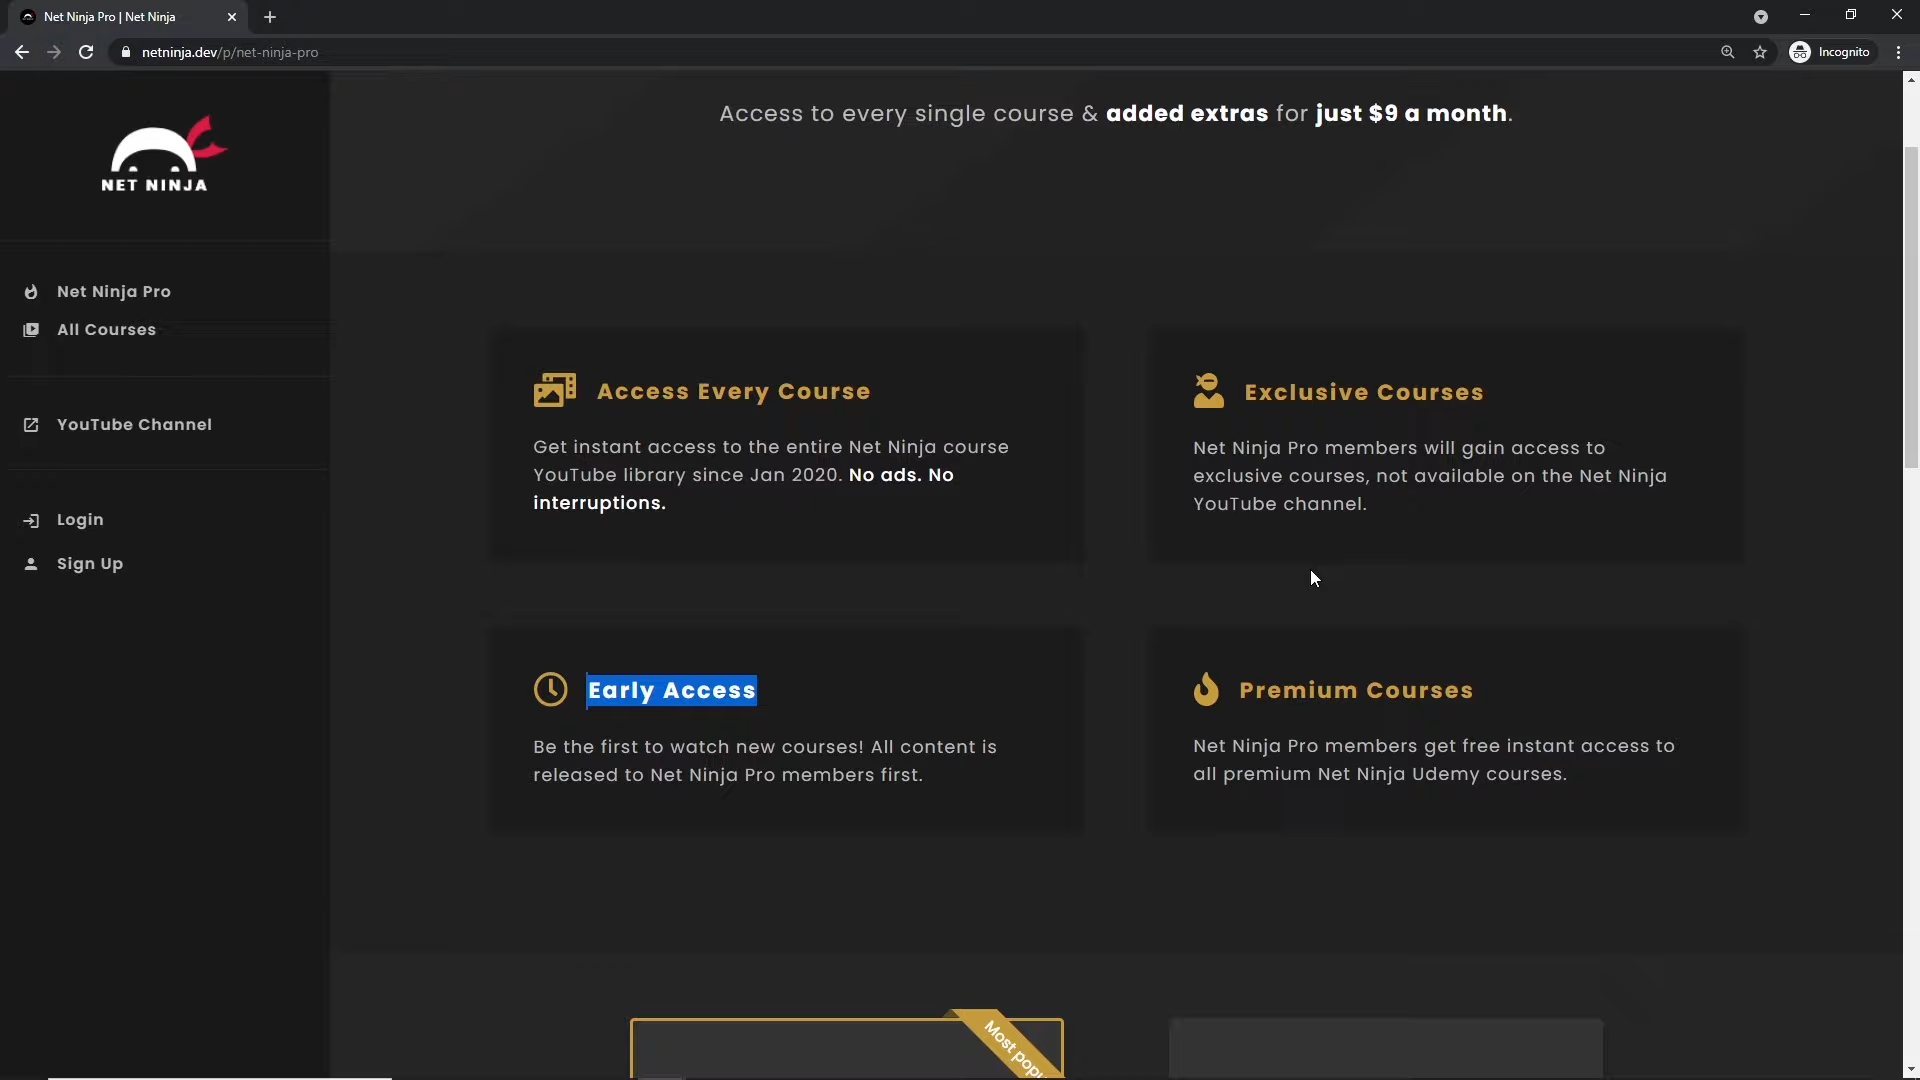 Net Ninja Pro | Net Ninja
netninja.dev/p/net-ninja-pro
Incognito
NET NINJA
Net Ninja Pro
All Courses
YouTube Channel
Login
Sign Up
Access to every single course & added extras for just $9 a month.
Access Every Course
Get instant access to the entire Net Ninja course
YouTube library since Jan 2020. No ads. No
interruptions.
Exclusive Courses
Net Ninja Pro members will gain access to
exclusive courses, not available on the Net Ninja
YouTube channel.
Early Access
Be the first to watch new courses! All content is
released to Net Ninja Pro members first.
Premium Courses
Net Ninja Pro members get free instant access to
all premium Net Ninja Udemy courses.
Most